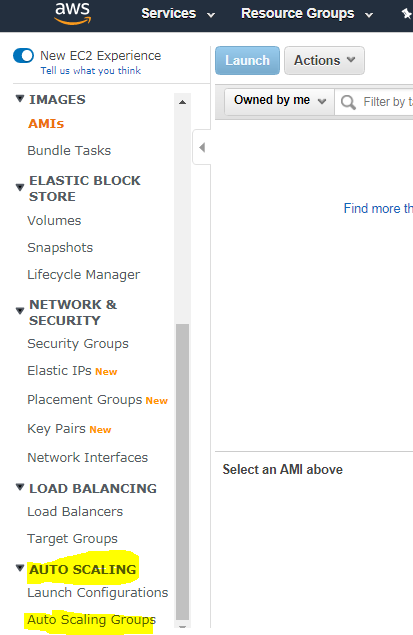 aws Services Resource Groups
New EC2 Experience
Tell us what you think
Launch Actions
Owned by me Filter by t
Find more th
Select an AMI above
IMAGES
AMIs
Bundle Tasks
ELASTIC BLOCK
STORE
Volumes
Snapshots
Lifecycle Manager
NETWORK &
SECURITY
Security Groups
Elastic IPs New
Placement Groups New
Key Pairs New
Network Interfaces
LOAD BALANCING
Load Balancers
Target Groups
AUTO SCALING
Launch Configurations
Auto Scaling Groups